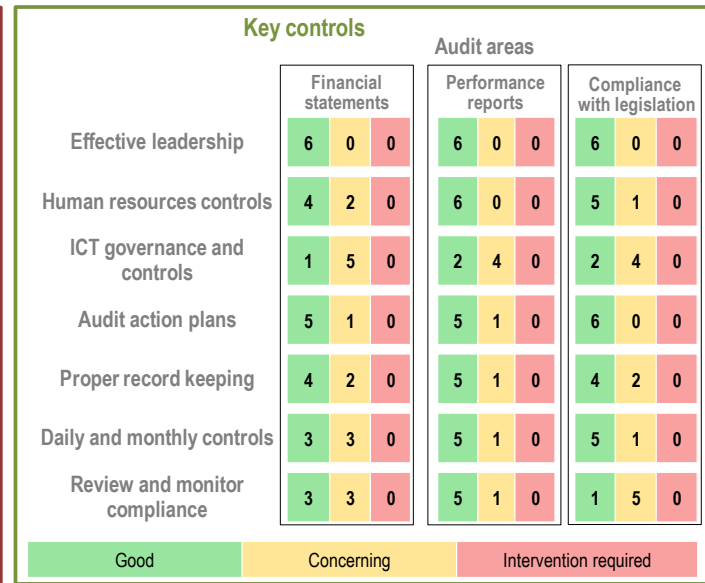 Key controls
Audit areas
Financial statements
Performance reports
Compliance with legislation
Effective leadership 6 0 0 6 0 0 6 0 0
Human resources controls 4 2 0 6 0 0 5 1 0
ICT governance and controls 1 5 0 2 4 0 2 4 0
Audit action plans 5 1 0 5 1 0 6 0 0
Proper record keeping 4 2 0 5 1 0 4 2 0
Daily and monthly controls 3 3 0 5 1 0 5 1 0
Review and monitor compliance 3 3 0 5 1 0 1 5 0
Good Concerning Intervention required